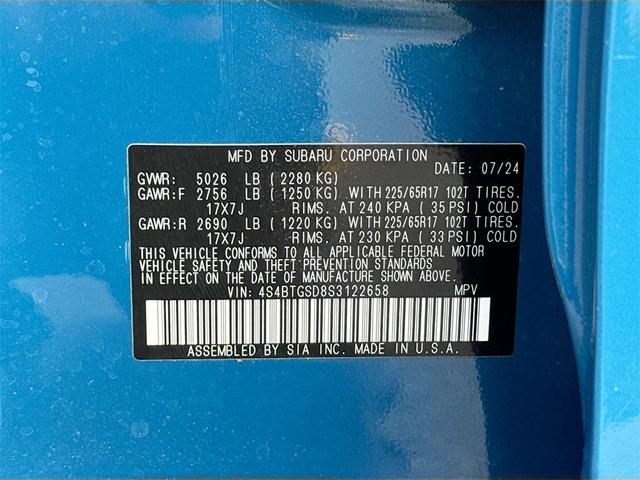 MFD BY SUBARU CORPORATION
DATE: 07/24
GVWR: 5026 LB ( 2280 KG)
GAWR:F 2756 LB ( 1250 KG) WITH 225/65R17 102T TIRES.
17X7J RIMS. AT 240 KPA ( 35 PSI) COLD
GAWR:R 2690 LB ( 1220 KG) WITH 225/65R17 102T TIRES.
17X7J RIMS. AT 230 KPA ( 33 PSI) COLD
THIS VEHICLE CONFORMS TO ALL APPLICABLE FEDERAL MOTOR
VEHICLE SAFETY AND THEFT PREVENTION STANDARDS
IN EFFECT ON THE DATE OF MANUFACTURE SHOWN ABOVE.
VIN: 4S4BTGSD8S3122658 MPV
ASSEMBLED BY SIA INC. MADE IN U.S.A.